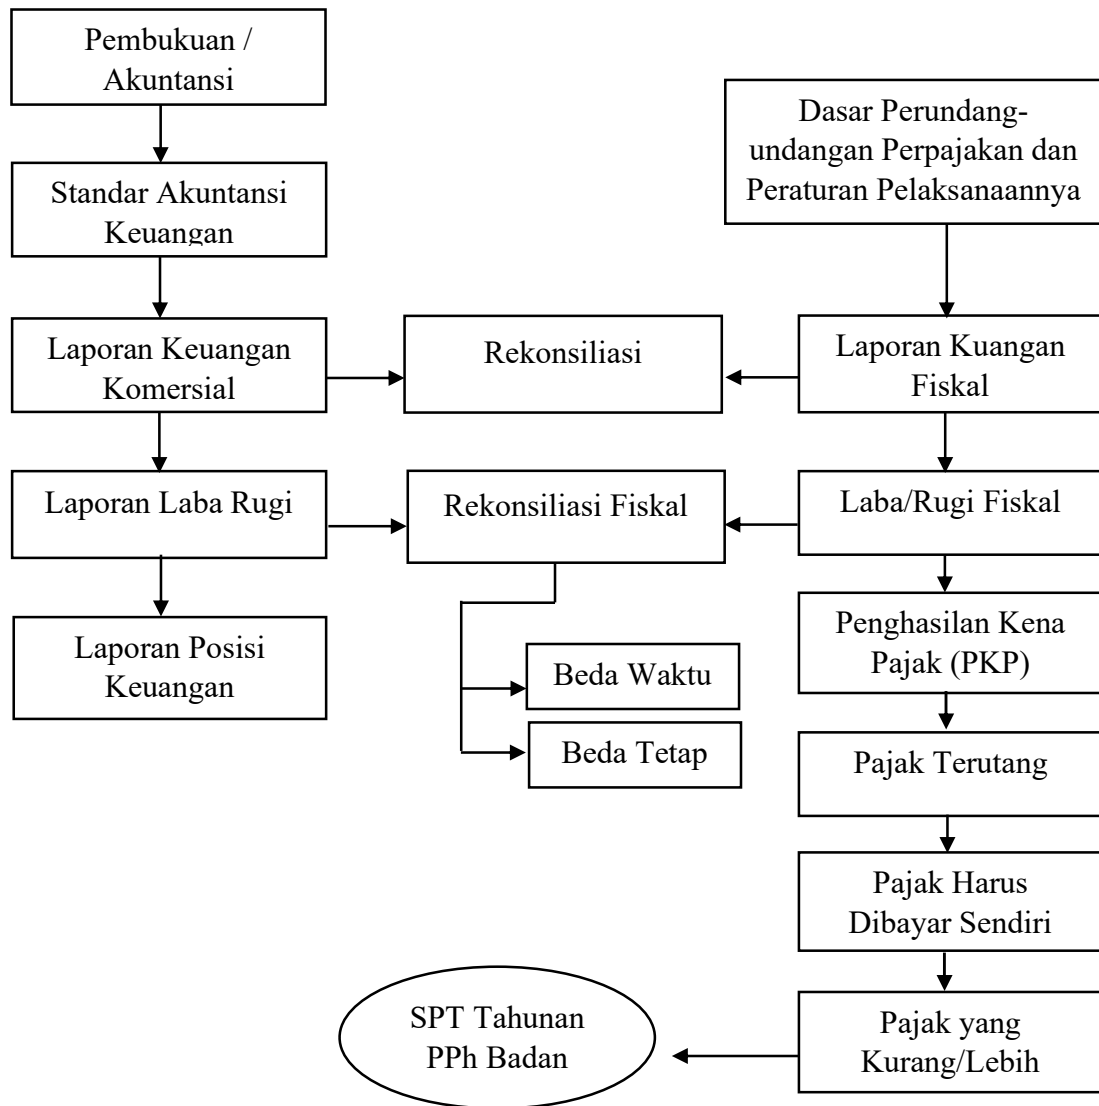 Pembukuan /
Akuntansi
Dasar Perundang-
undangan Perpajakan dan
Peraturan Pelaksanaannya
Standar Akuntansi
Keuangan
Laporan Keuangan
Komersial
Rekonsiliasi
Laporan Kuangan
Fiskal
Laporan Laba Rugi
Rekonsiliasi Fiskal
Laba/Rugi Fiskal
Laporan Posisi
Keuangan
Beda Waktu
Beda Tetap
Penghasilan Kena
Pajak (PKP)
Pajak Terutang
Pajak Harus
Dibayar Sendiri
Pajak yang
Kurang/Lebih
SPT Tahunan
PPh Badan